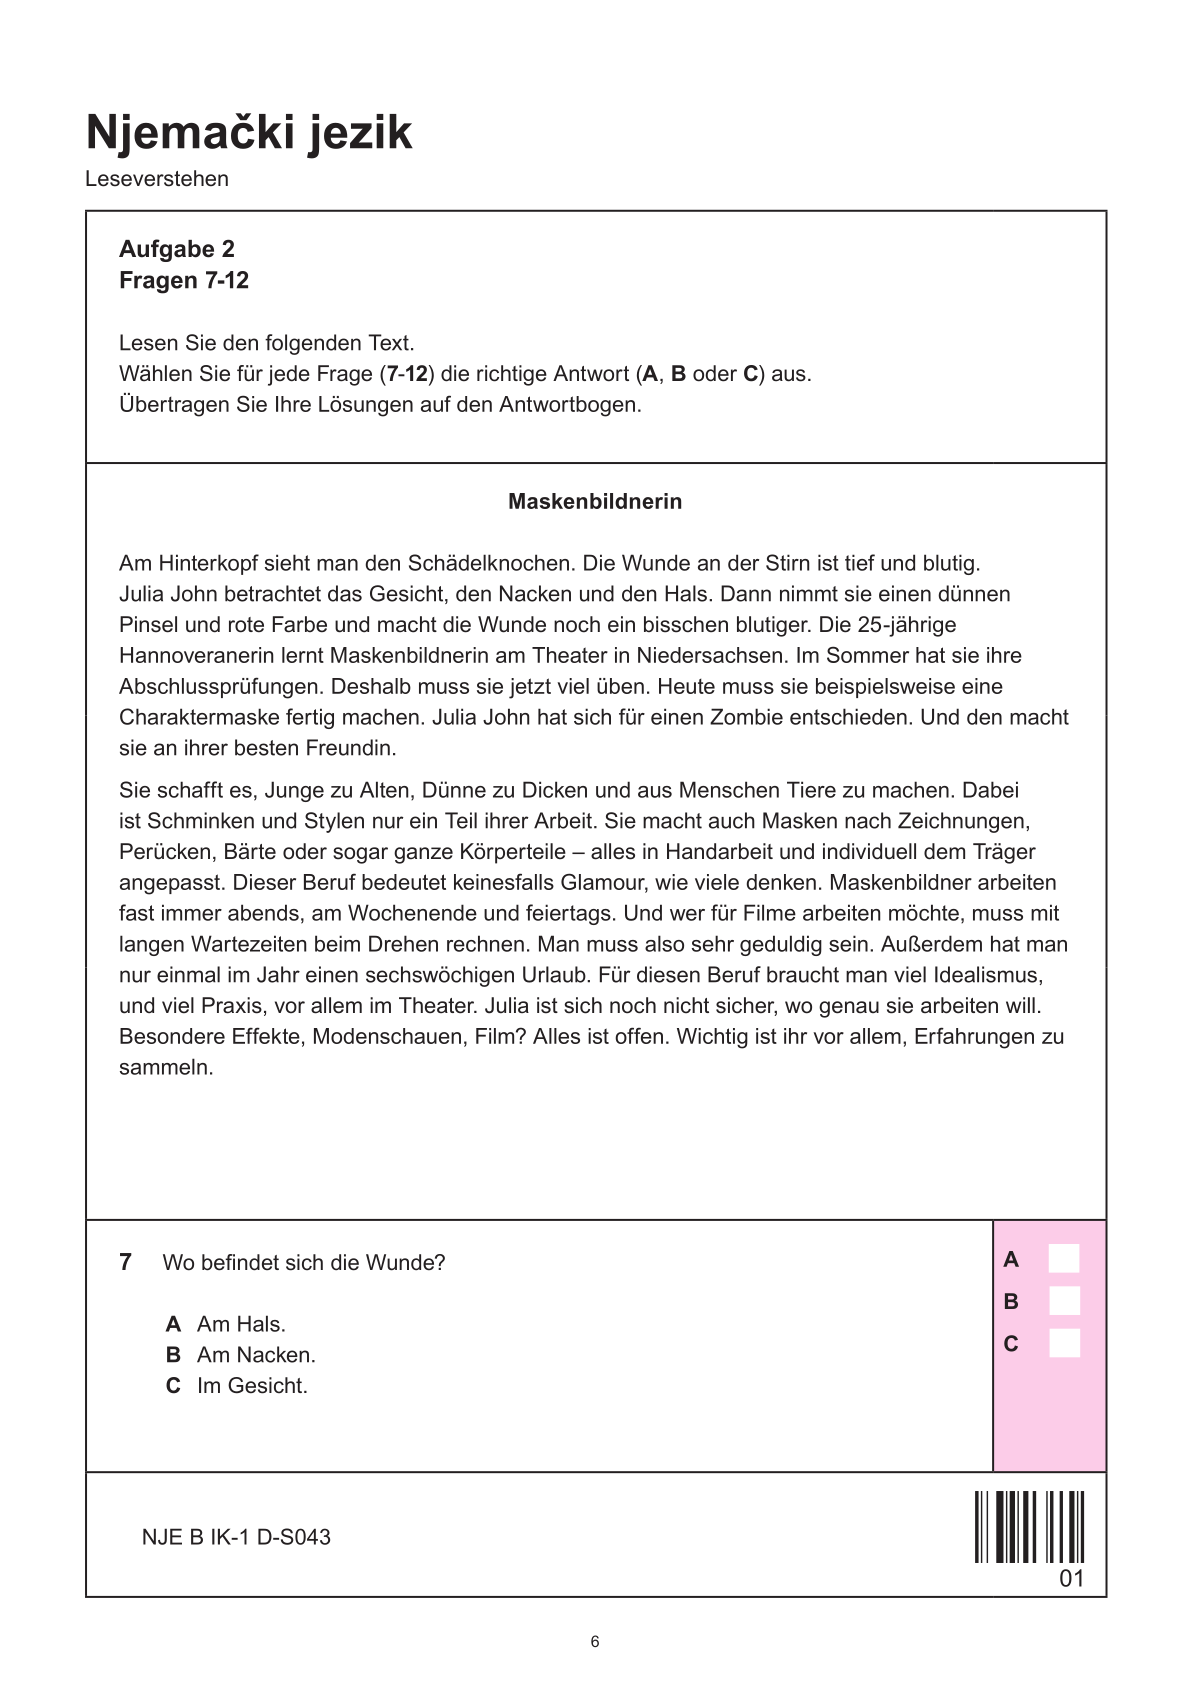 Njemački jezik
Leseverstehen
Aufgabe 2
Fragen 7-12
Lesen Sie den folgenden Text.
Wählen Sie für jede Frage (7-12) die richtige Antwort (A, B oder C) aus.
Übertragen Sie Ihre Lösungen auf den Antwortbogen.
Maskenbildnerin
Am Hinterkopf sieht man den Schädelknochen. Die Wunde an der Stirn ist tief und blutig.
Julia John betrachtet das Gesicht, den Nacken und den Hals. Dann nimmt sie einen dünnen
Pinsel und rote Farbe und macht die Wunde noch ein bisschen blutiger. Die 25-jährige
Hannoveranerin lernt Maskenbildnerin am Theater in Niedersachsen. Im Sommer hat sie ihre
Abschlussprüfungen. Deshalb muss sie jetzt viel üben. Heute muss sie beispielsweise eine
Charaktermaske fertig machen. Julia John hat sich für einen Zombie entschieden. Und den macht
sie an ihrer besten Freundin.
Sie schafft es, Junge zu Alten, Dünne zu Dicken und aus Menschen Tiere zu machen. Dabei
ist Schminken und Stylen nur ein Teil ihrer Arbeit. Sie macht auch Masken nach Zeichnungen,
Perücken, Bärte oder sogar ganze Körperteile – alles in Handarbeit und individuell dem Träger
angepasst. Dieser Beruf bedeutet keinesfalls Glamour, wie viele denken. Maskenbildner arbeiten
fast immer abends, am Wochenende und feiertags. Und wer für Filme arbeiten möchte, muss mit
langen Wartezeiten beim Drehen rechnen. Man muss also sehr geduldig sein. Außerdem hat man
nur einmal im Jahr einen sechswöchigen Urlaub. Für diesen Beruf braucht man viel Idealismus,
und viel Praxis, vor allem im Theater. Julia ist sich noch nicht sicher, wo genau sie arbeiten will.
Besondere Effekte, Modenschauen, Film? Alles ist offen. Wichtig ist ihr vor allem, Erfahrungen zu
sammeln.
7 Wo befindet sich die Wunde?
A Am Hals.
B Am Nacken.
C Im Gesicht.
A
B
C
NJE B IK-1 D-S043
01
6